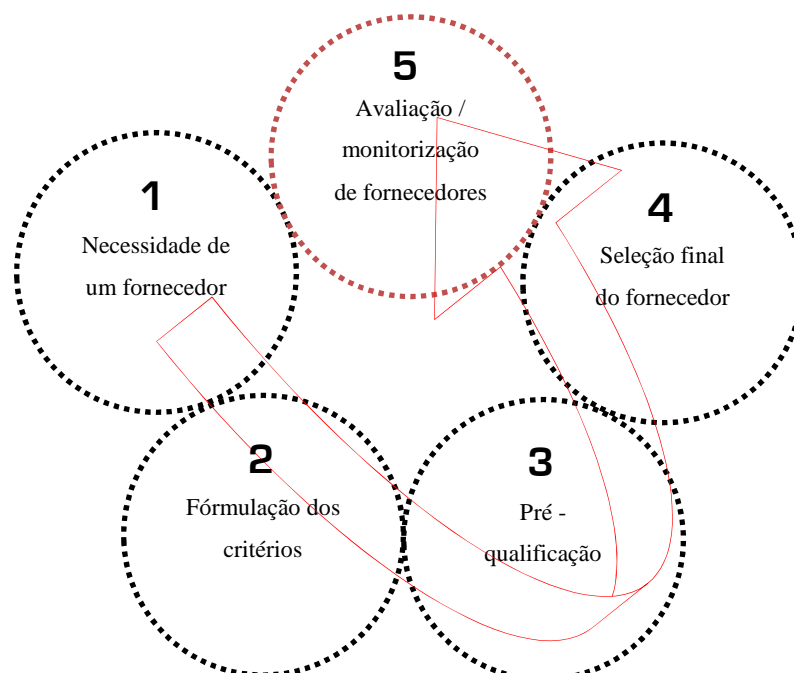 1
Necessidade de
um fornecedor
2
Fórmulação dos
critérios
3
Pré -
qualificação
4
Seleção final
do fornecedor
5
Avaliação /
monitorização
de fornecedores